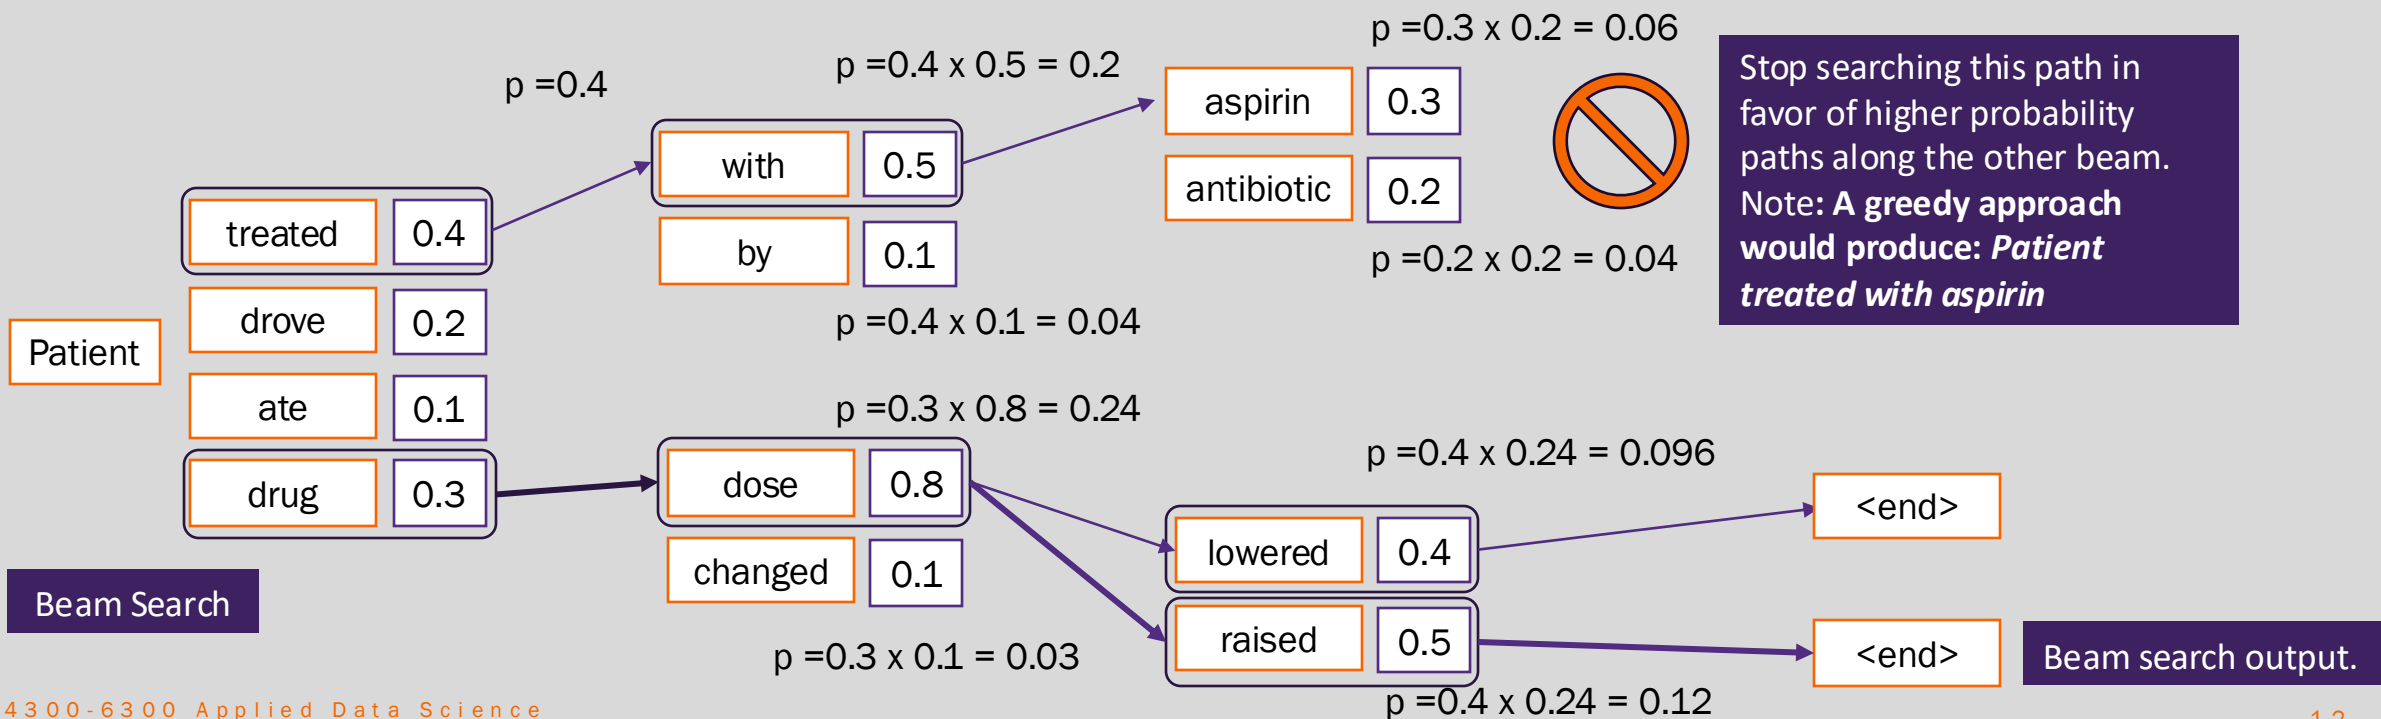 p =0.3 x 0.2 = 0.06
p =0.4 x 0.5 = 0.2
p =0.4
aspirin 0.3
antibiotic 0.2
p =0.2 x 0.2 = 0.04
Stop searching this path in
favor of higher probability
paths along the other beam.
Note: A greedy approach
would produce: Patient
treated with aspirin
with 0.5
by 0.1
p =0.4 x 0.1 = 0.04
treated 0.4
drove 0.2
Patient
ate 0.1
drug 0.3
p =0.3 x 0.8 = 0.24
dose 0.8
changed 0.1
p =0.3 x 0.1 = 0.03
p =0.4 x 0.24 = 0.096
lowered 0.4
raised 0.5
p =0.4 x 0.24 = 0.12
<end>
<end>
Beam search output.
Beam Search
4300-6300 Applied Data Science
12